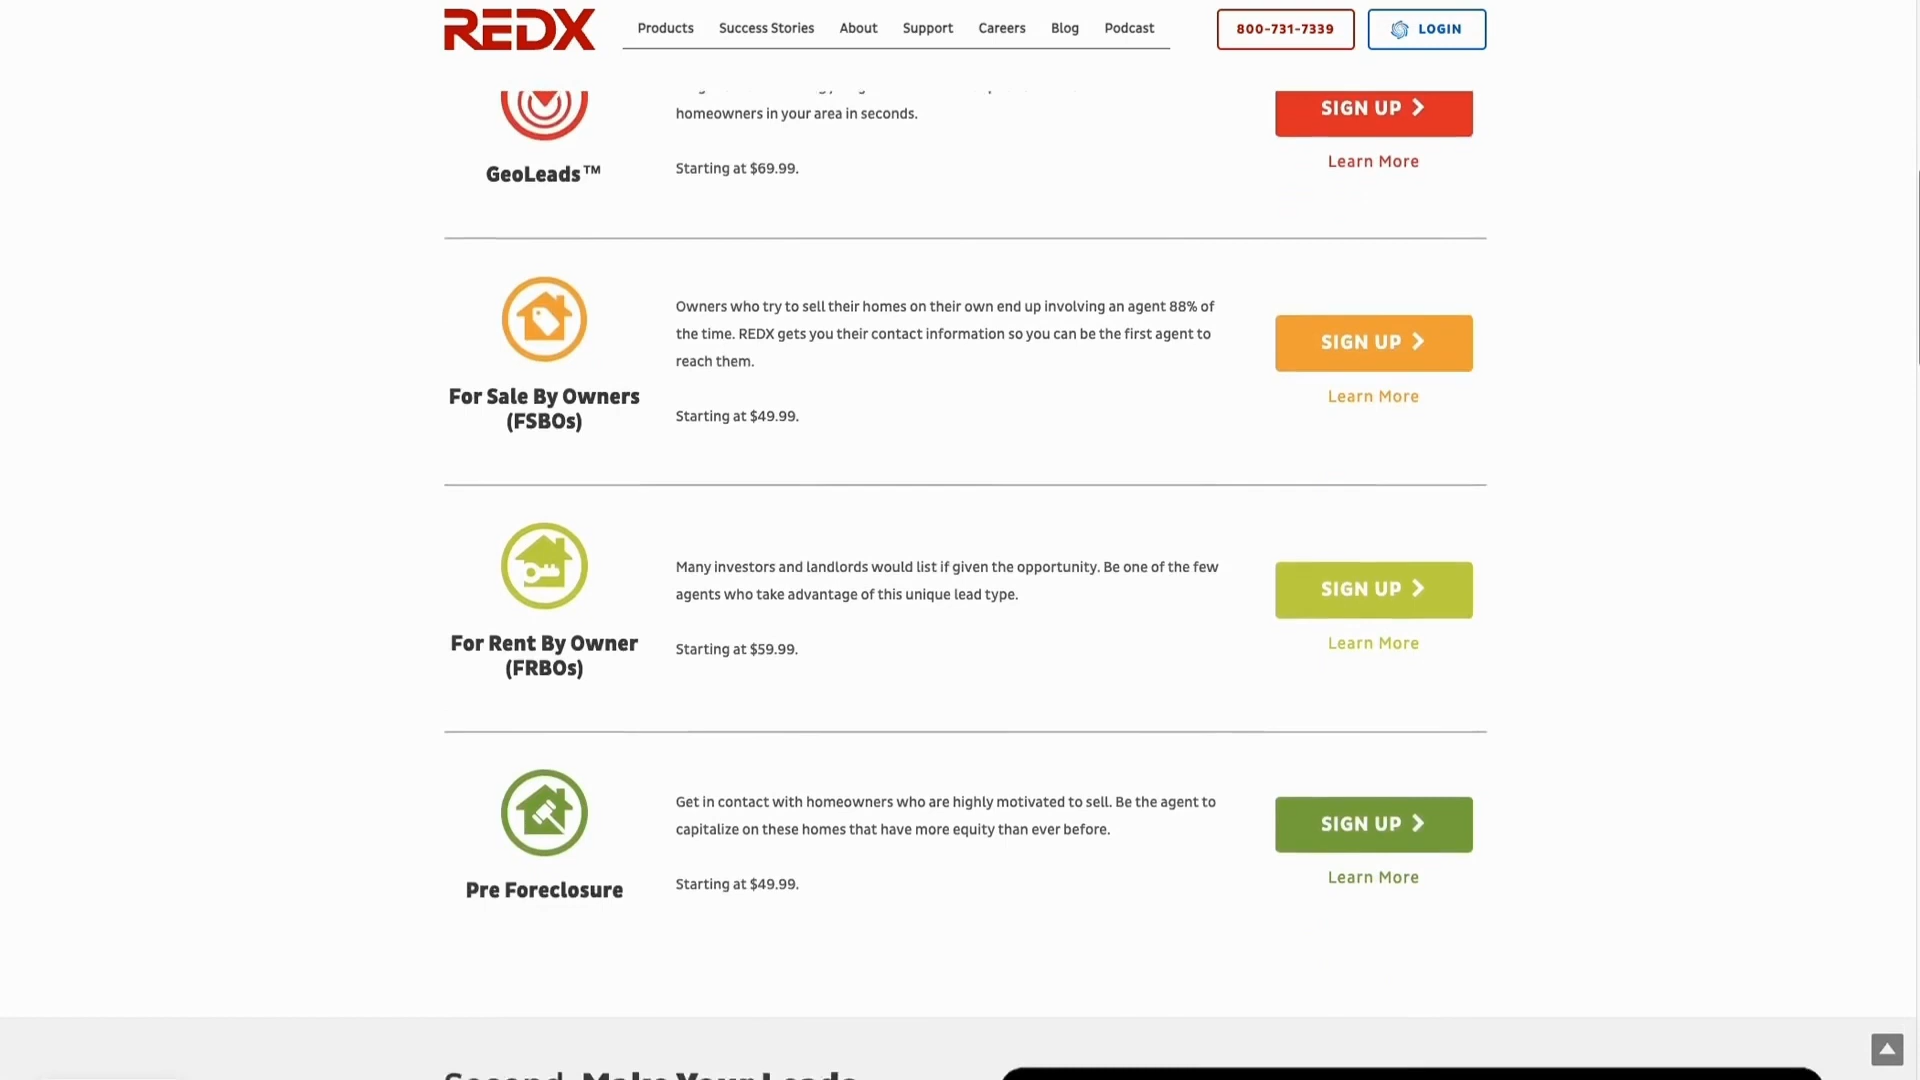 REDX
Products Success Stories About Support Careers Blog Podcast
800-731-7339
LOGIN
homeowners in your area in seconds.
Starting at $69.99.
GeoLeads™
SIGN UP
Learn More
Owners who try to sell their homes on their own end up involving an agent 88% of
the time. REDX gets you their contact information so you can be the first agent to
reach them.
Starting at $49.99.
For Sale By Owners
(FSBOs)
SIGN UP
Learn More
Many investors and landlords would list if given the opportunity. Be one of the few
agents who take advantage of this unique lead type.
Starting at $59.99.
For Rent By Owner
(FRBOs)
SIGN UP
Learn More
Get in contact with homeowners who are highly motivated to sell. Be the agent to
capitalize on these homes that have more equity than ever before.
Starting at $49.99.
Pre Foreclosure
SIGN UP
Learn More
Second, Make Your Leads